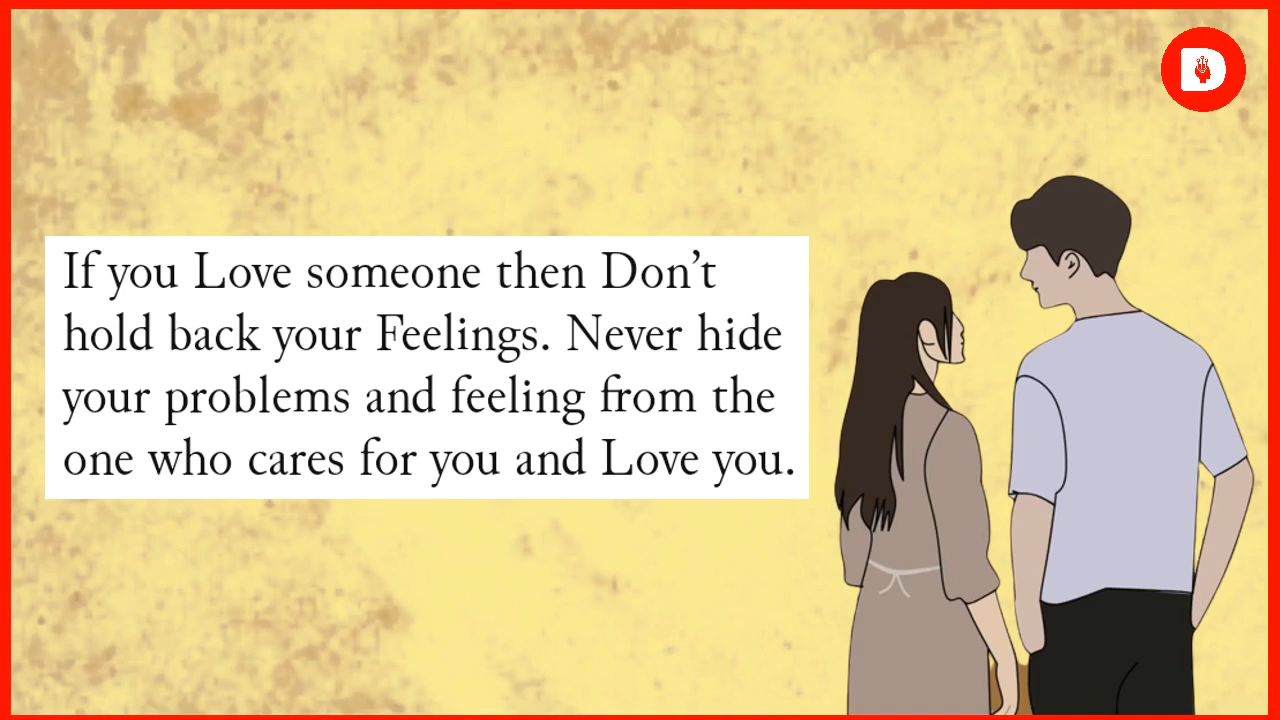 If you Love someone then Don't
hold back your Feelings. Never hide
your problems and feeling from the
one who cares for you and Love you.
D